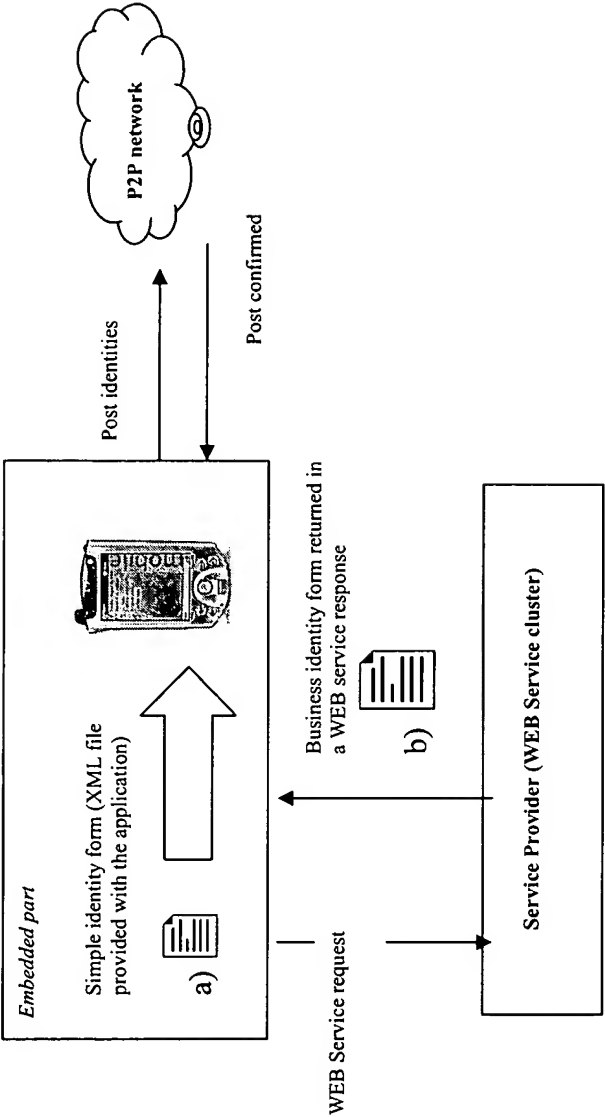 Embedded part
Simple identity form (XML file
provided with the application)
a)
mobile
Post identities
P2P network
Post confirmed
WEB Service request
Business identity form returned in
a WEB service response
b)
Service Provider (WEB Service cluster)